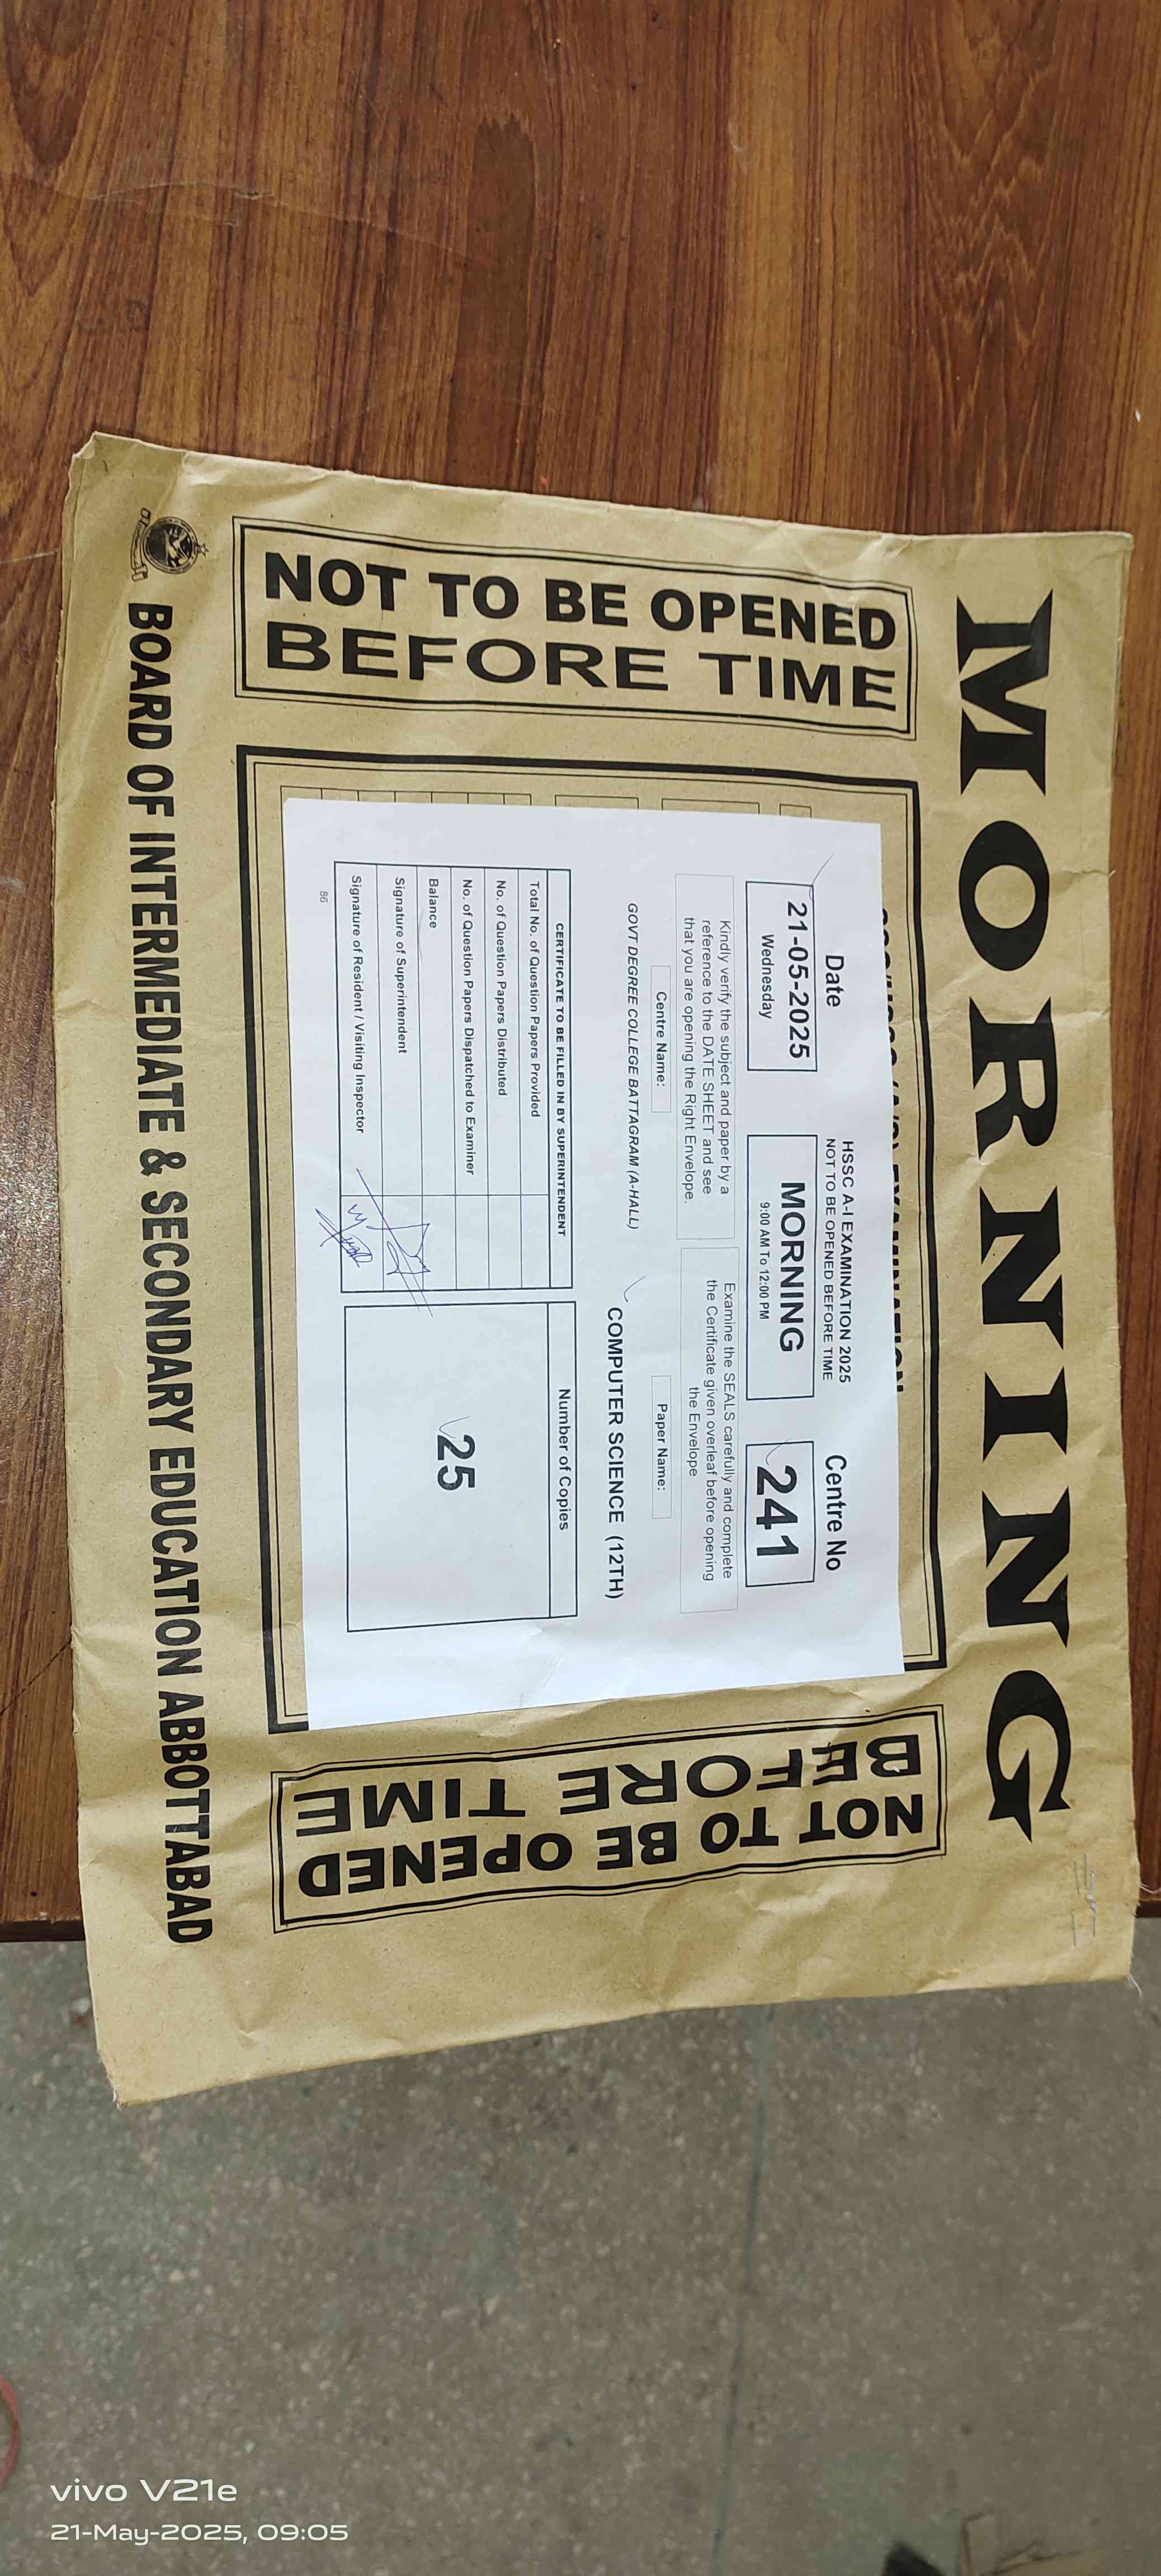 MORNING
NOT TO BE OPENED
BEFORE TIME
Date
21-05-2025
Wednesday
HSSC A-I EXAMINATION 2025
NOT TO BE OPENED BEFORE TIME
MORNING
9:00 AM To 12:00 PM
Centre No
241
Kindly verify the subject and paper by a
reference to the DATE SHEET and see
that you are opening the Right Envelope.
Examine the SEALS carefully and complete
the Certificate given overleaf before opening
the Envelope
Centre Name:
Paper Name:
GOVT DEGREE COLLEGE BATTAGRAM (A-HALL)
COMPUTER SCIENCE (12TH)
CERTIFICATE TO BE FILLED IN BY SUPERINTENDENT
Total No. of Question Papers Provided
No. of Question Papers Distributed
No. of Question Papers Dispatched to Examiner
Balance
Signature of Superintendent
Signature of Resident / Visiting Inspector
Number of Copies
25
86
NOT TO BE OPENED
BEFORE TIME
BOARD OF INTERMEDIATE & SECONDARY EDUCATION ABBOTTABAD
vivo V21e
21-May-2025, 09:05